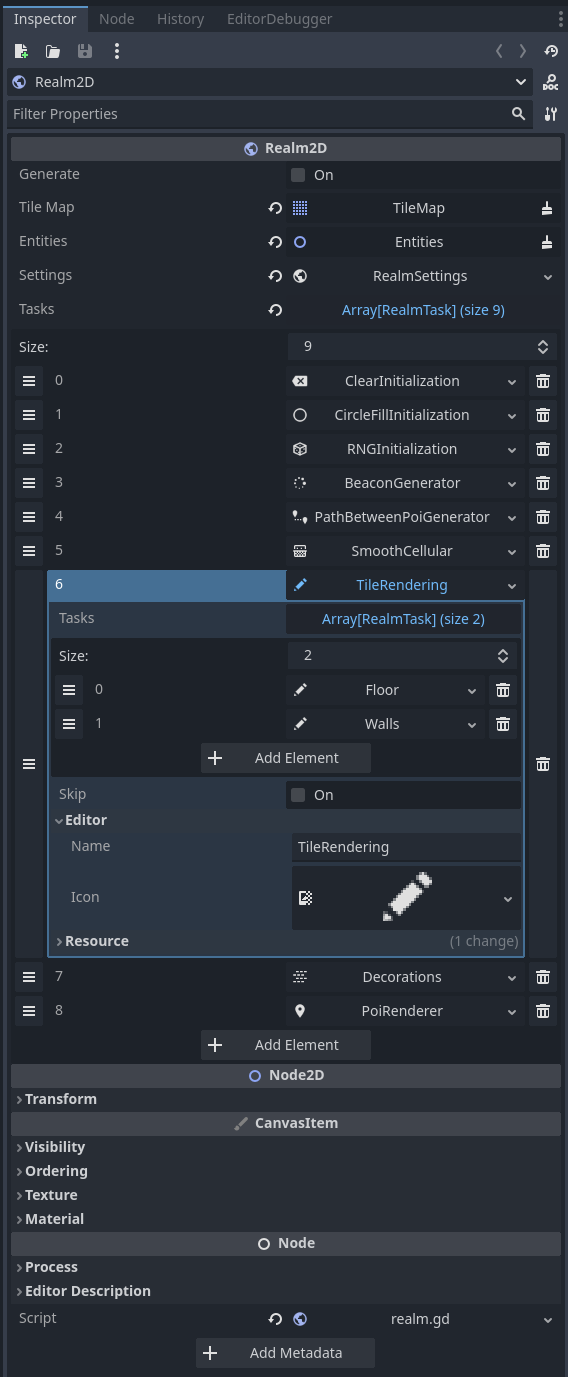 Inspector Node History EditorDebugger
Realm2D DOC
Filter Properties
Realm2D
Generate On
Tile Map TileMap
Entities Entities
Settings RealmSettings
Tasks Array[RealmTask] (size 9)
Size: 9
0 ClearInitialization
1 CircleFillInitialization
2 RNGInitialization
3 BeaconGenerator
4 PathBetweenPoiGenerator
5 SmoothCellular
6 TileRendering
Tasks Array[RealmTask] (size 2)
Size: 2
0 Floor
1 Walls
Add Element
Skip On
Editor
Name TileRendering
Icon
Resource (1 change)
7 Decorations
8 PoiRenderer
Add Element
Node2D
Transform
CanvasItem
Visibility
Ordering
Texture
Material
Node
Process
Editor Description
Script realm.gd
Add Metadata